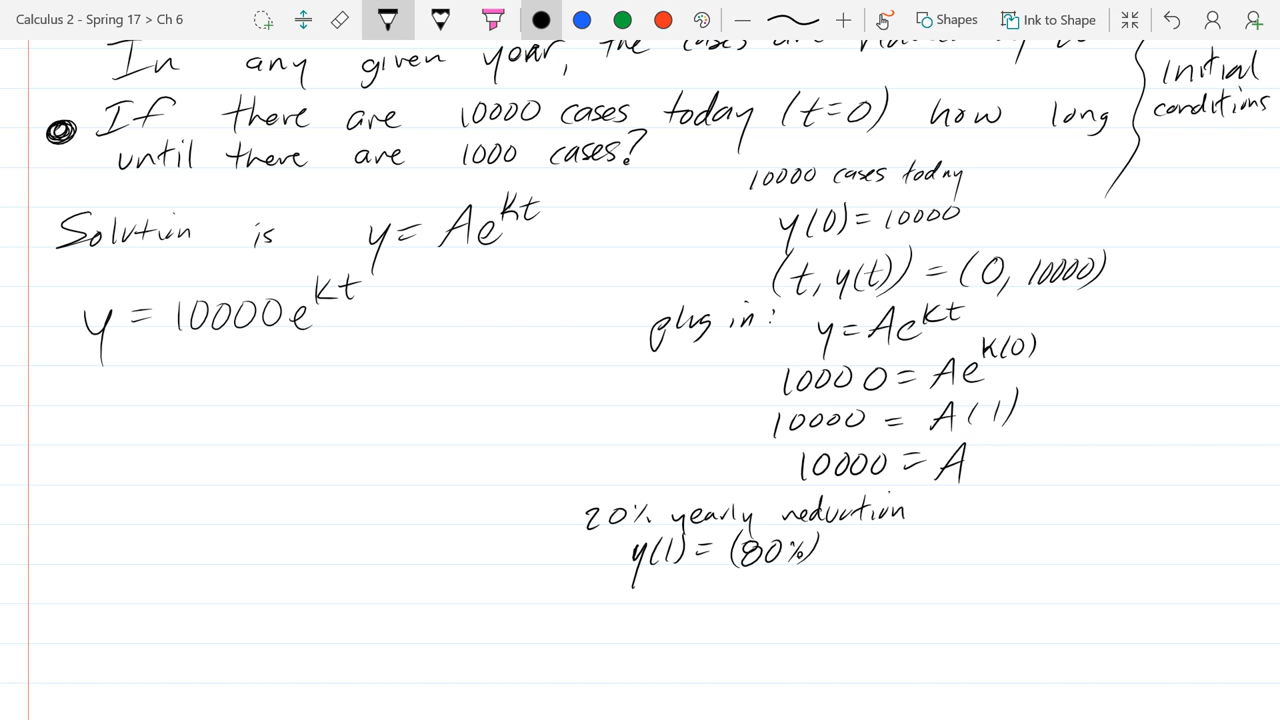 Calculus 2 - Spring 17 > Ch 6
Shapes
Ink to Shape
In any given year, the cases are
Initial
conditions
If there are 10000 cases today (t=0) how long
until there are 1000 cases?
Solution is y = Ae^kt
y = 10000e^kt
10000 cases today
y(0) = 10000
(t, y(t)) = (0, 10000)
plug in: y = Ae^kt
10000 = Ae^k(0)
10000 = A(1)
10000 = A
20% yearly reduction
y(1) = (80%)